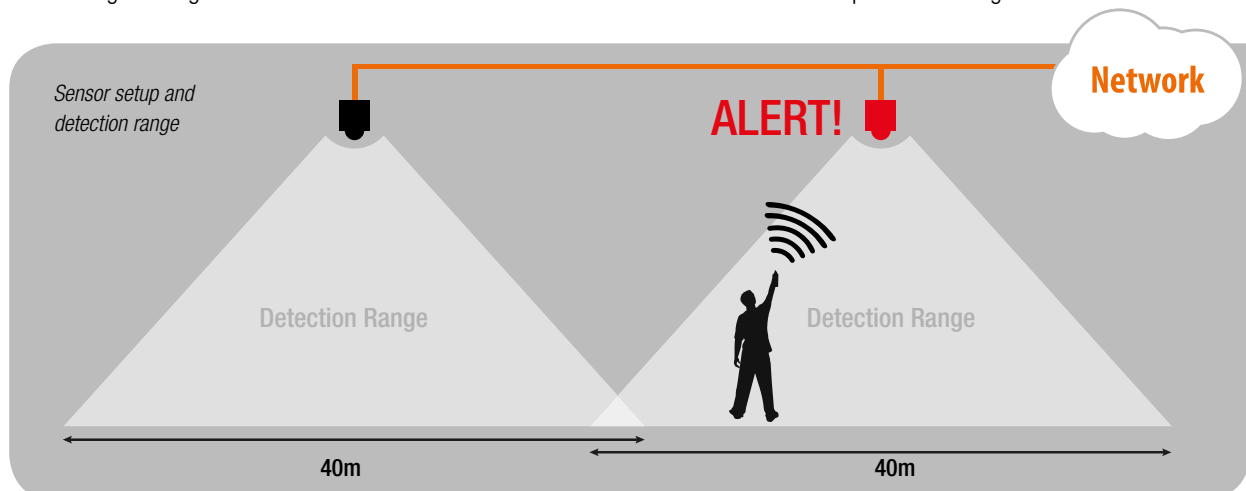 Sensor setup and
detection range
ALERT!
Network
Detection Range
Detection Range
40m
40m